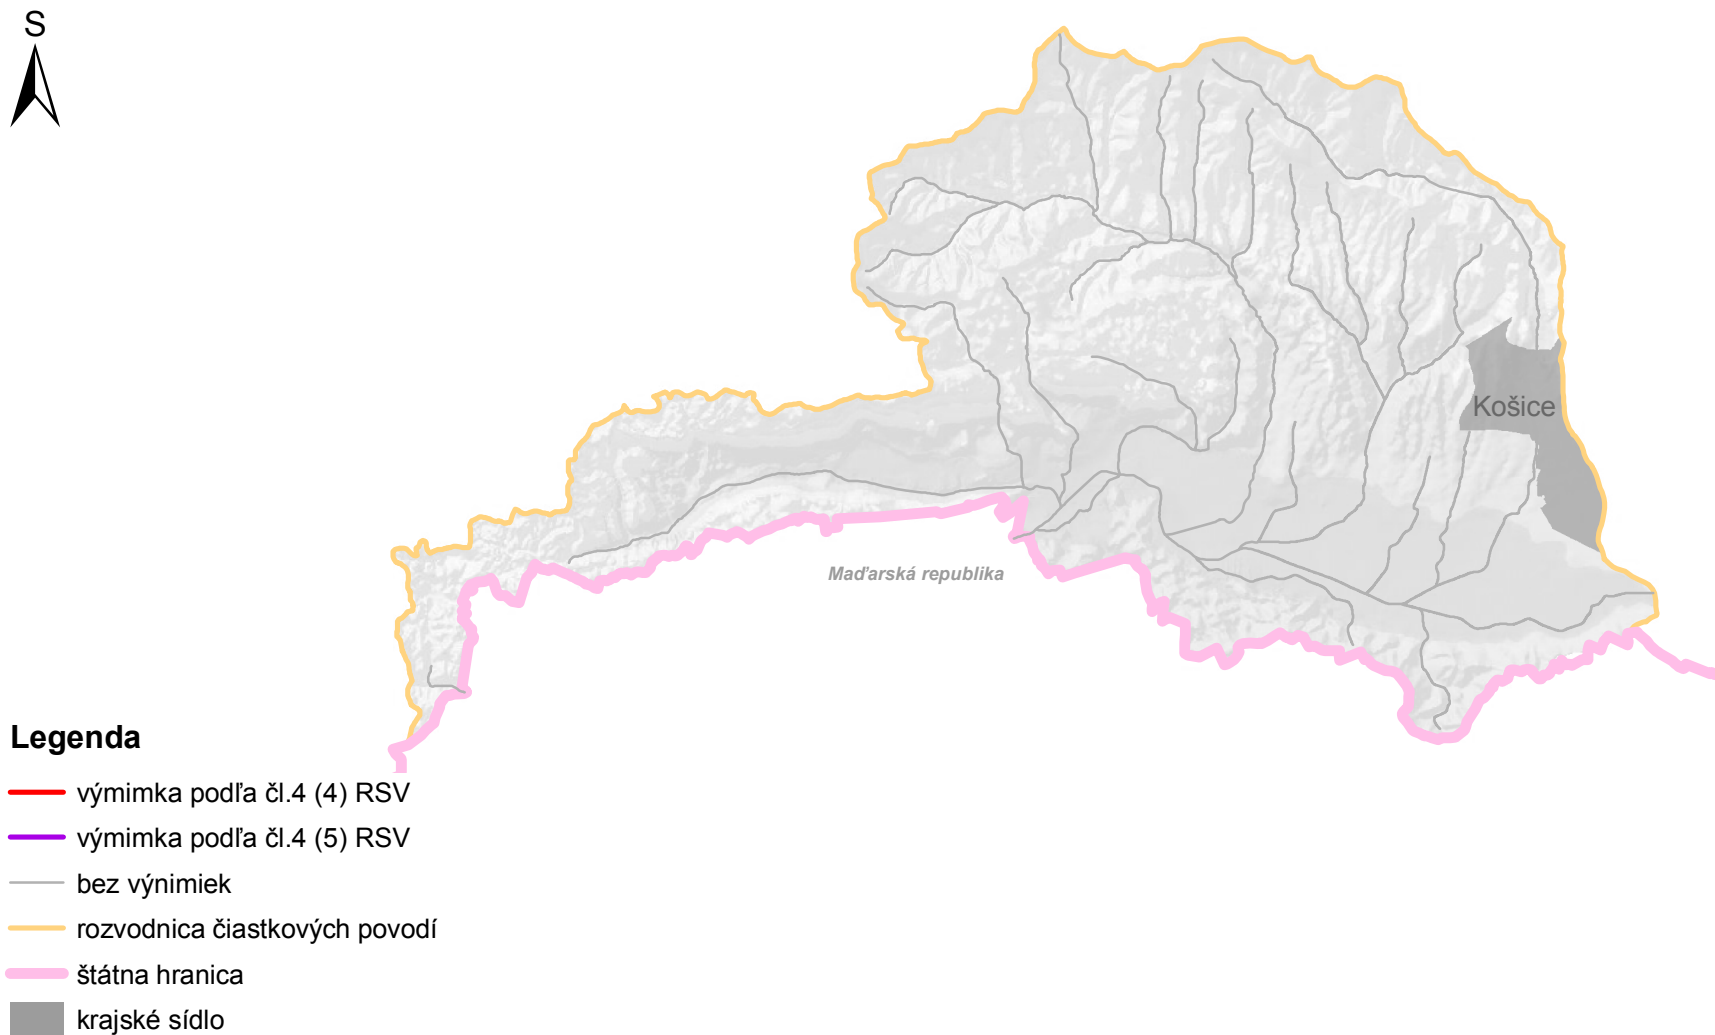 S
Košice
Maďarská republika
Legenda
výmimka podľa čl.4 (4) RSV
výmimka podľa čl.4 (5) RSV
bez výnimiek
rozvodnica čiastkových povodí
štátna hranica
krajské sídlo